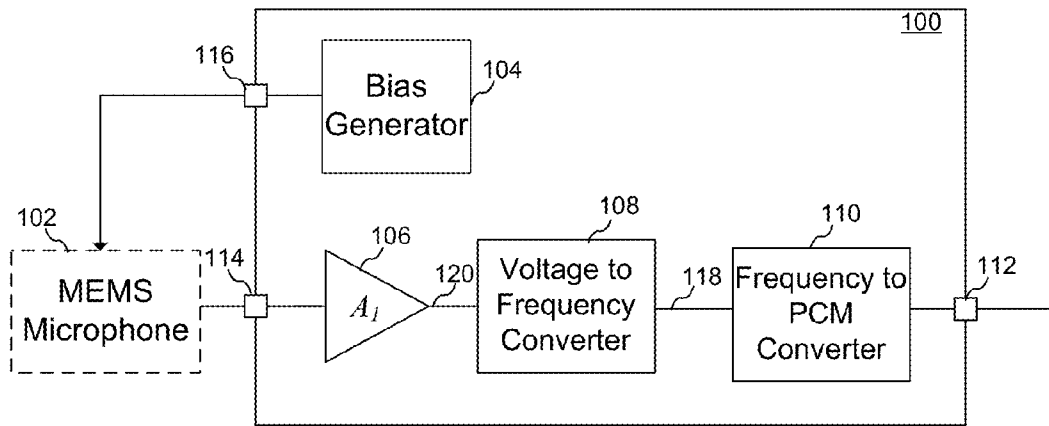 100
116
Bias
Generator
104
102
MEMS
Microphone
114
106
A1
120
108
Voltage to
Frequency
Converter
118
110
Frequency to
PCM
Converter
112